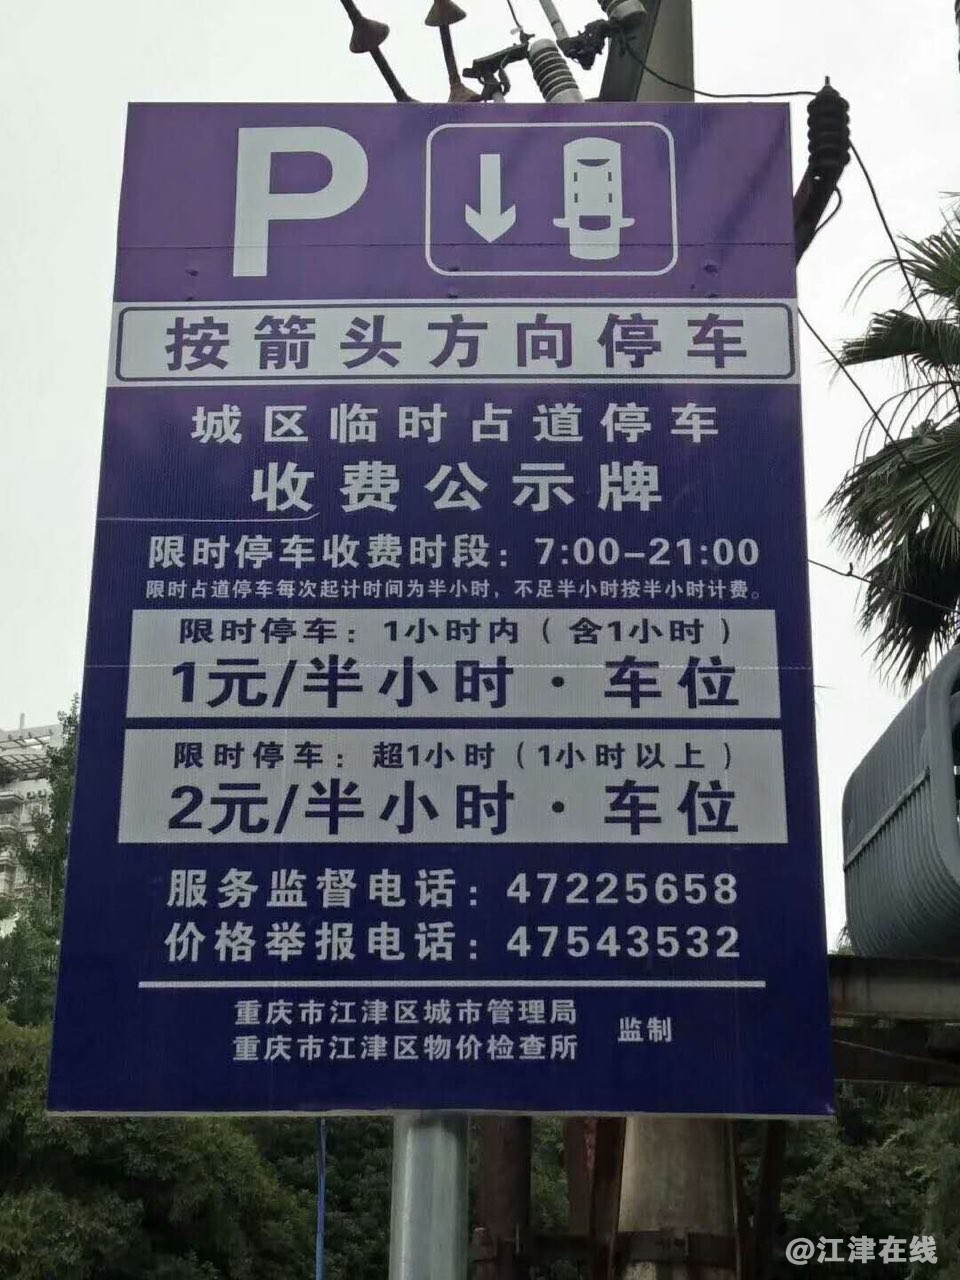 P
按箭头方向停车
城区临时占道停车
收费公示牌
限时停车收费时段：7:00-21:00
限时占道停车每次起计时间为半小时，不足半小时按半小时计费。
限时停车：1小时内（含1小时）
1元/半小时·车位
限时停车：超1小时（1小时以上）
2元/半小时·车位
服务监督电话：47225658
价格举报电话：47543532
重庆市江津区城市管理局
重庆市江津区物价检查所
监制
@江津在线